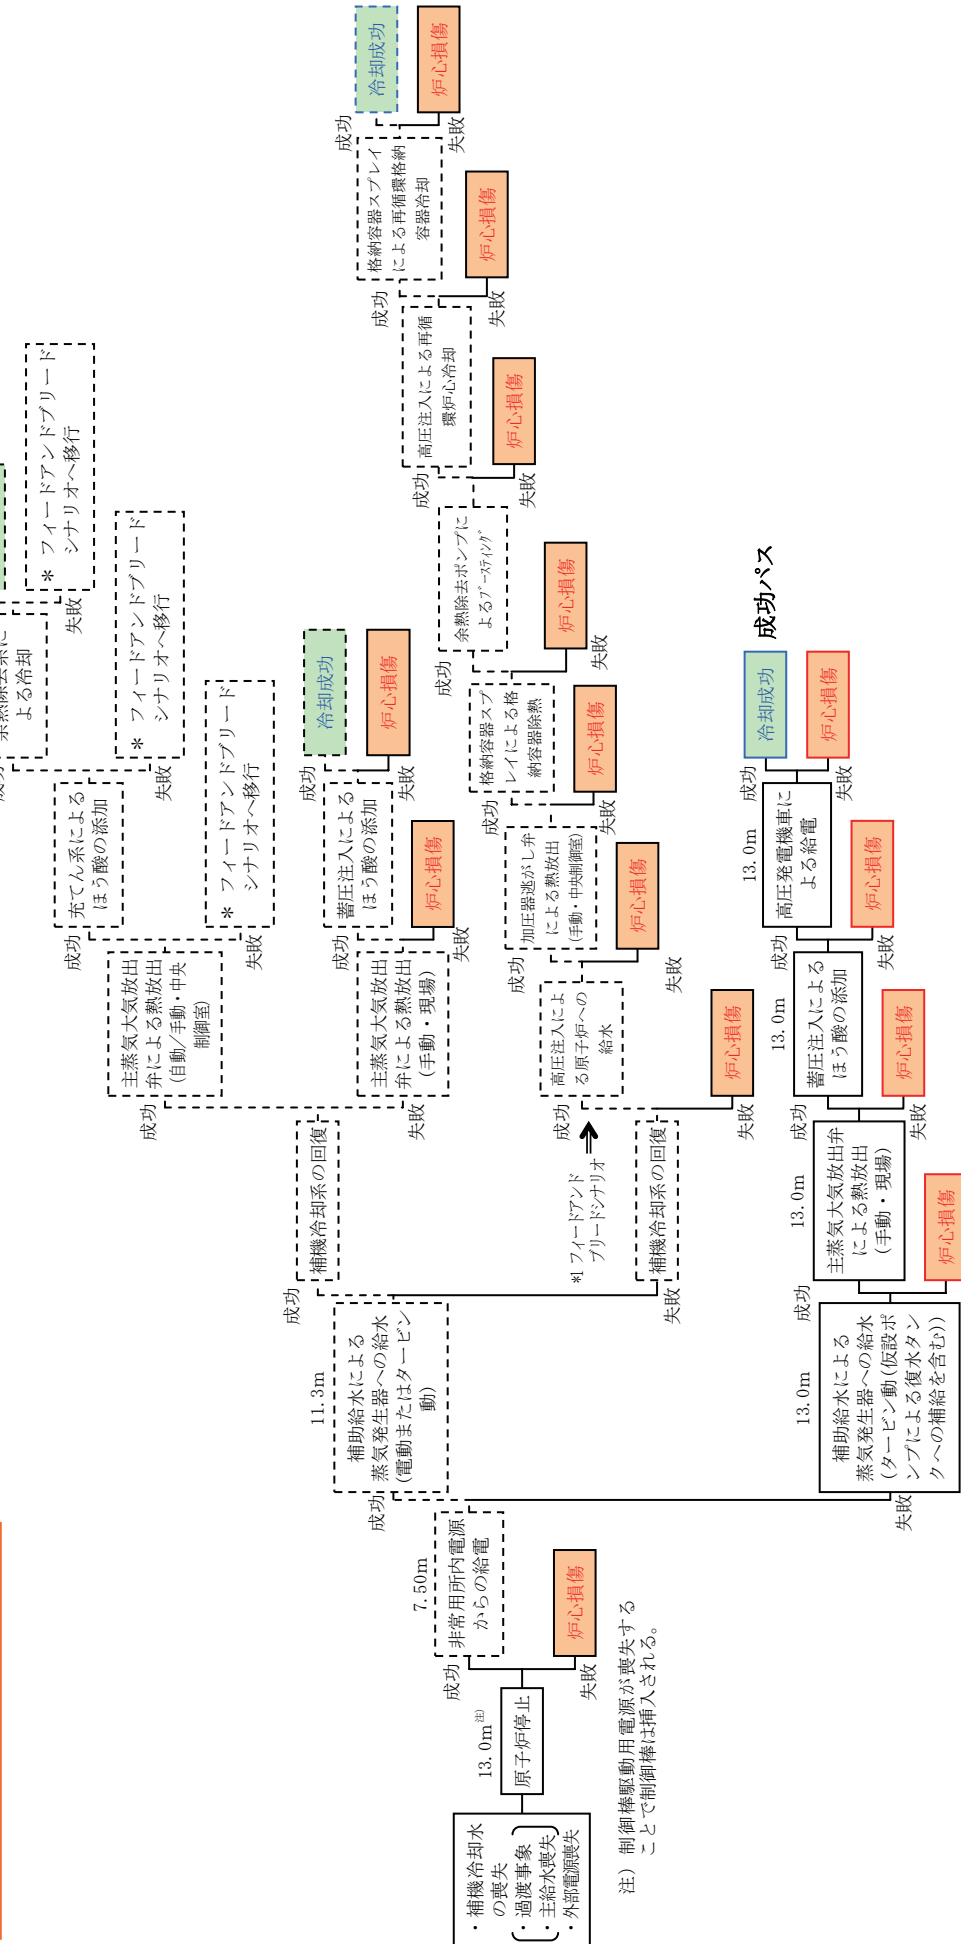 ・補機冷却水
の喪失
・過渡事象
・主給水喪失
・外部電源喪失
13.0m注)
原子炉停止
成功
失敗
炉心損傷
注) 制御棒駆動用電源が喪失する
ことで制御棒は挿入される。
7.50m
非常用所内電源
からの給電
成功
失敗
11.3m
補助給水による
蒸気発生器への給水
(電動またはタービン
動)
成功
失敗
補機冷却系の回復
成功
失敗
主蒸気大気放出
弁による熱放出
(自動/手動・中央
制御室)
成功
失敗
充てん系による
ほう酸の添加
成功
失敗
よる冷却
失敗
* フィードアンドブリード
シナリオへ移行
* フィードアンドブリード
シナリオへ移行
* フィードアンドブリード
シナリオへ移行
主蒸気大気放出
弁による熱放出
(手動・現場)
成功
失敗
炉心損傷
蓄圧注入による
ほう酸の添加
成功
失敗
冷却成功
炉心損傷
*1 フィードアンド
ブリードシナリオ
補機冷却系の回復
成功
失敗
炉心損傷
高圧注入によ
る原子炉への
給水
成功
失敗
炉心損傷
加圧器逃がし弁
による熱放出
(手動・中央制御室)
成功
失敗
炉心損傷
格納容器スプ
レイによる格
納容器除熱
成功
失敗
炉心損傷
余熱除去ポンプに
よるブースティング
成功
失敗
炉心損傷
高圧注入による再循
環炉心冷却
成功
失敗
炉心損傷
格納容器スプレイ
による再循環格納
容器冷却
成功
失敗
冷却成功
炉心損傷
13.0m
補助給水による
蒸気発生器への給水
(タービン動(仮設ポ
ンプによる復水タン
クへの補給を含む))
成功
炉心損傷
13.0m
主蒸気大気放出弁
による熱放出
(手動・現場)
成功
失敗
炉心損傷
13.0m
蓄圧注入による
ほう酸の添加
成功
失敗
炉心損傷
13.0m
高圧発電機車に
よる給電
成功
失敗
冷却成功
炉心損傷
成功パス